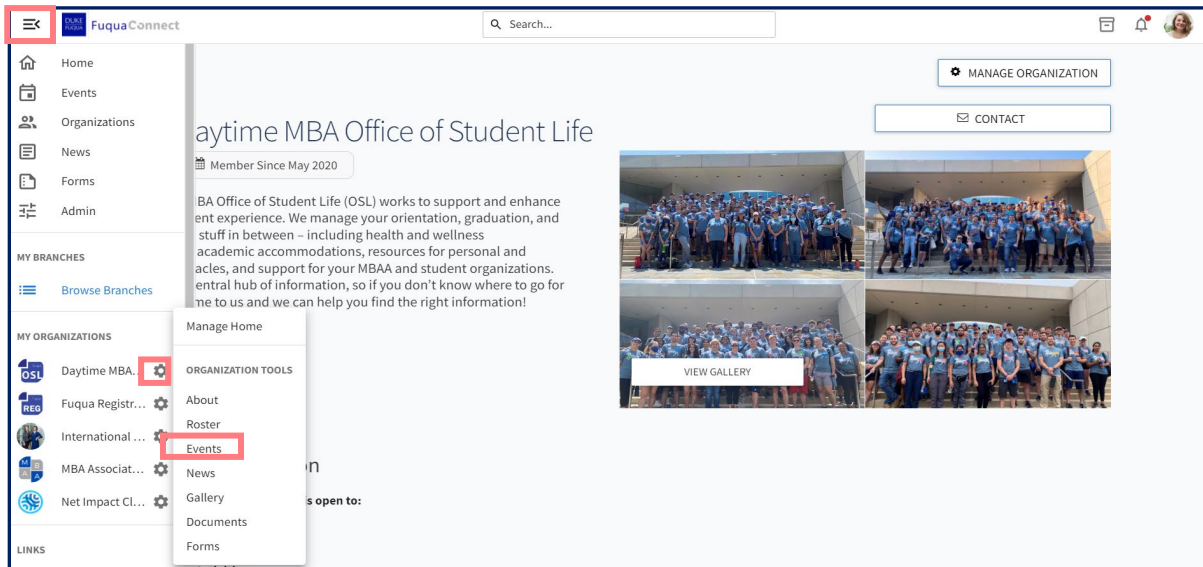 DUKE
FUQUA
FuquaConnect
Search...
Home
Events
Organizations
News
Forms
Admin
MY BRANCHES
Browse Branches
MY ORGANIZATIONS
OSL
Daytime MBA...
REG
Fuqua Registr...
International ...
M B
A A
MBA Associat...
Net Impact Cl...
LINKS
Manage Home
ORGANIZATION TOOLS
About
Roster
Events
News
Gallery
Documents
Forms
MANAGE ORGANIZATION
CONTACT
aytime MBA Office of Student Life
Member Since May 2020
BA Office of Student Life (OSL) works to support and enhance
ent experience. We manage your orientation, graduation, and
stuff in between – including health and wellness
academic accommodations, resources for personal and
acles, and support for your MBAA and student organizations.
entral hub of information, so if you don't know where to go for
me to us and we can help you find the right information!
VIEW GALLERY
on
s open to: